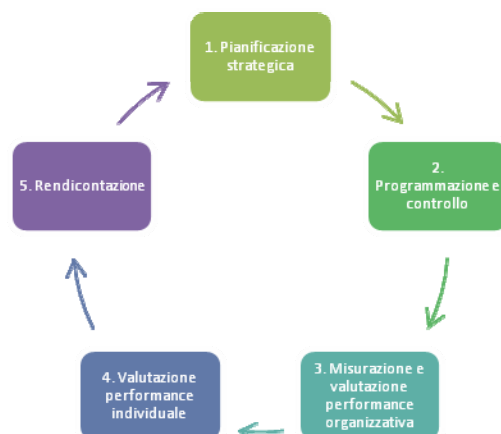 1. Pianificazione
strategica
2.
Programmazione e
controllo
3. Misurazione e
valutazione
performance
organizzativa
4. Valutazione
performance
individuale
5. Rendicontazione